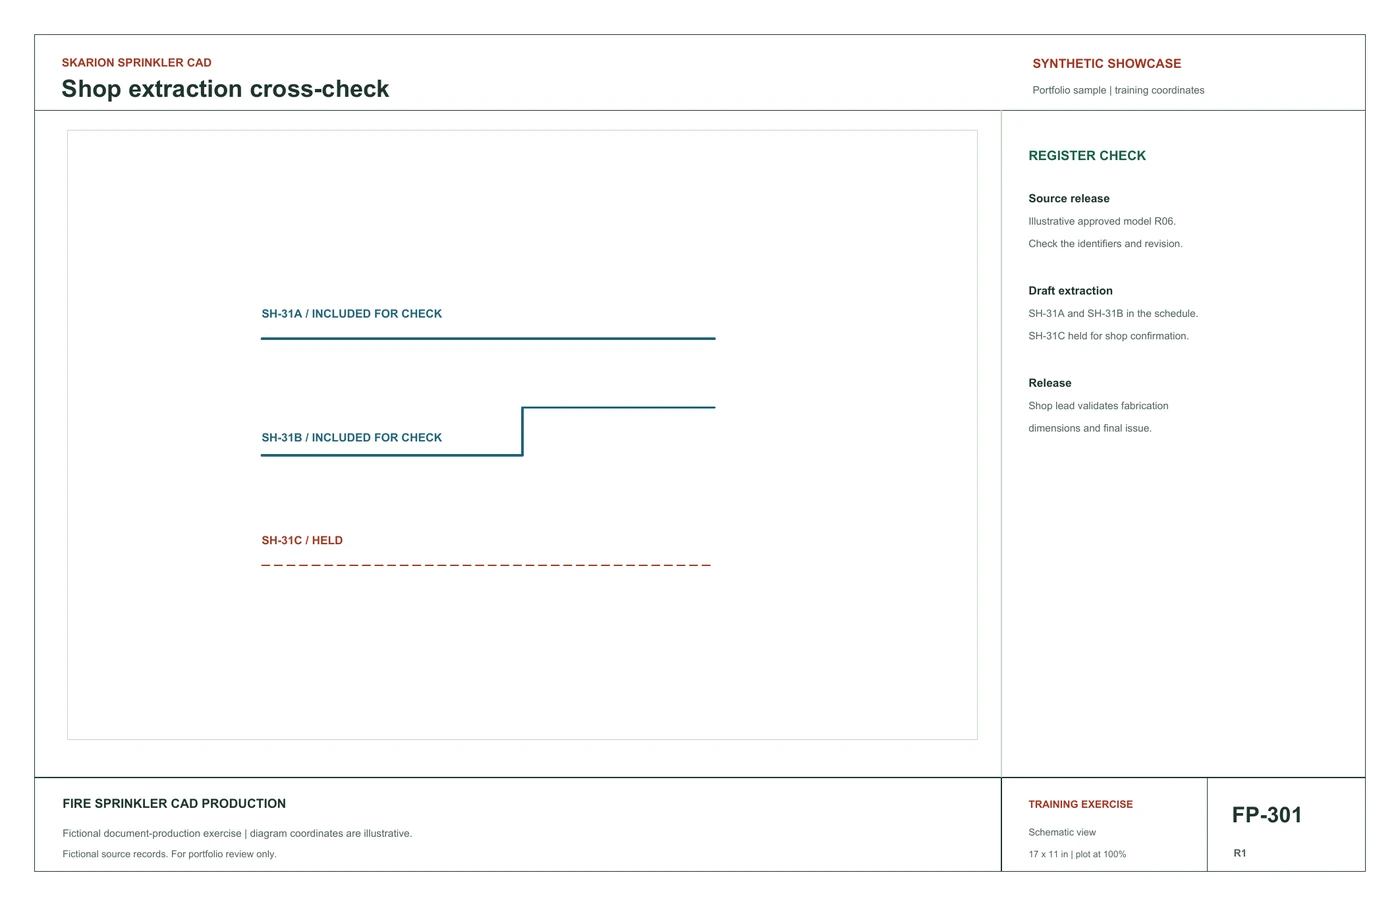 SKARION SPRINKLER CAD
Shop extraction cross-check
SYNTHETIC SHOWCASE
Portfolio sample | training coordinates
SH-31A / INCLUDED FOR CHECK
SH-31B / INCLUDED FOR CHECK
SH-31C / HELD
REGISTER CHECK
Source release
Illustrative approved model R06.
Check the identifiers and revision.
Draft extraction
SH-31A and SH-31B in the schedule.
SH-31C held for shop confirmation.
Release
Shop lead validates fabrication
dimensions and final issue.
FIRE SPRINKLER CAD PRODUCTION
Fictional document-production exercise | diagram coordinates are illustrative.
Fictional source records. For portfolio review only.
TRAINING EXERCISE
Schematic view
17 x 11 in | plot at 100%
FP-301
R1